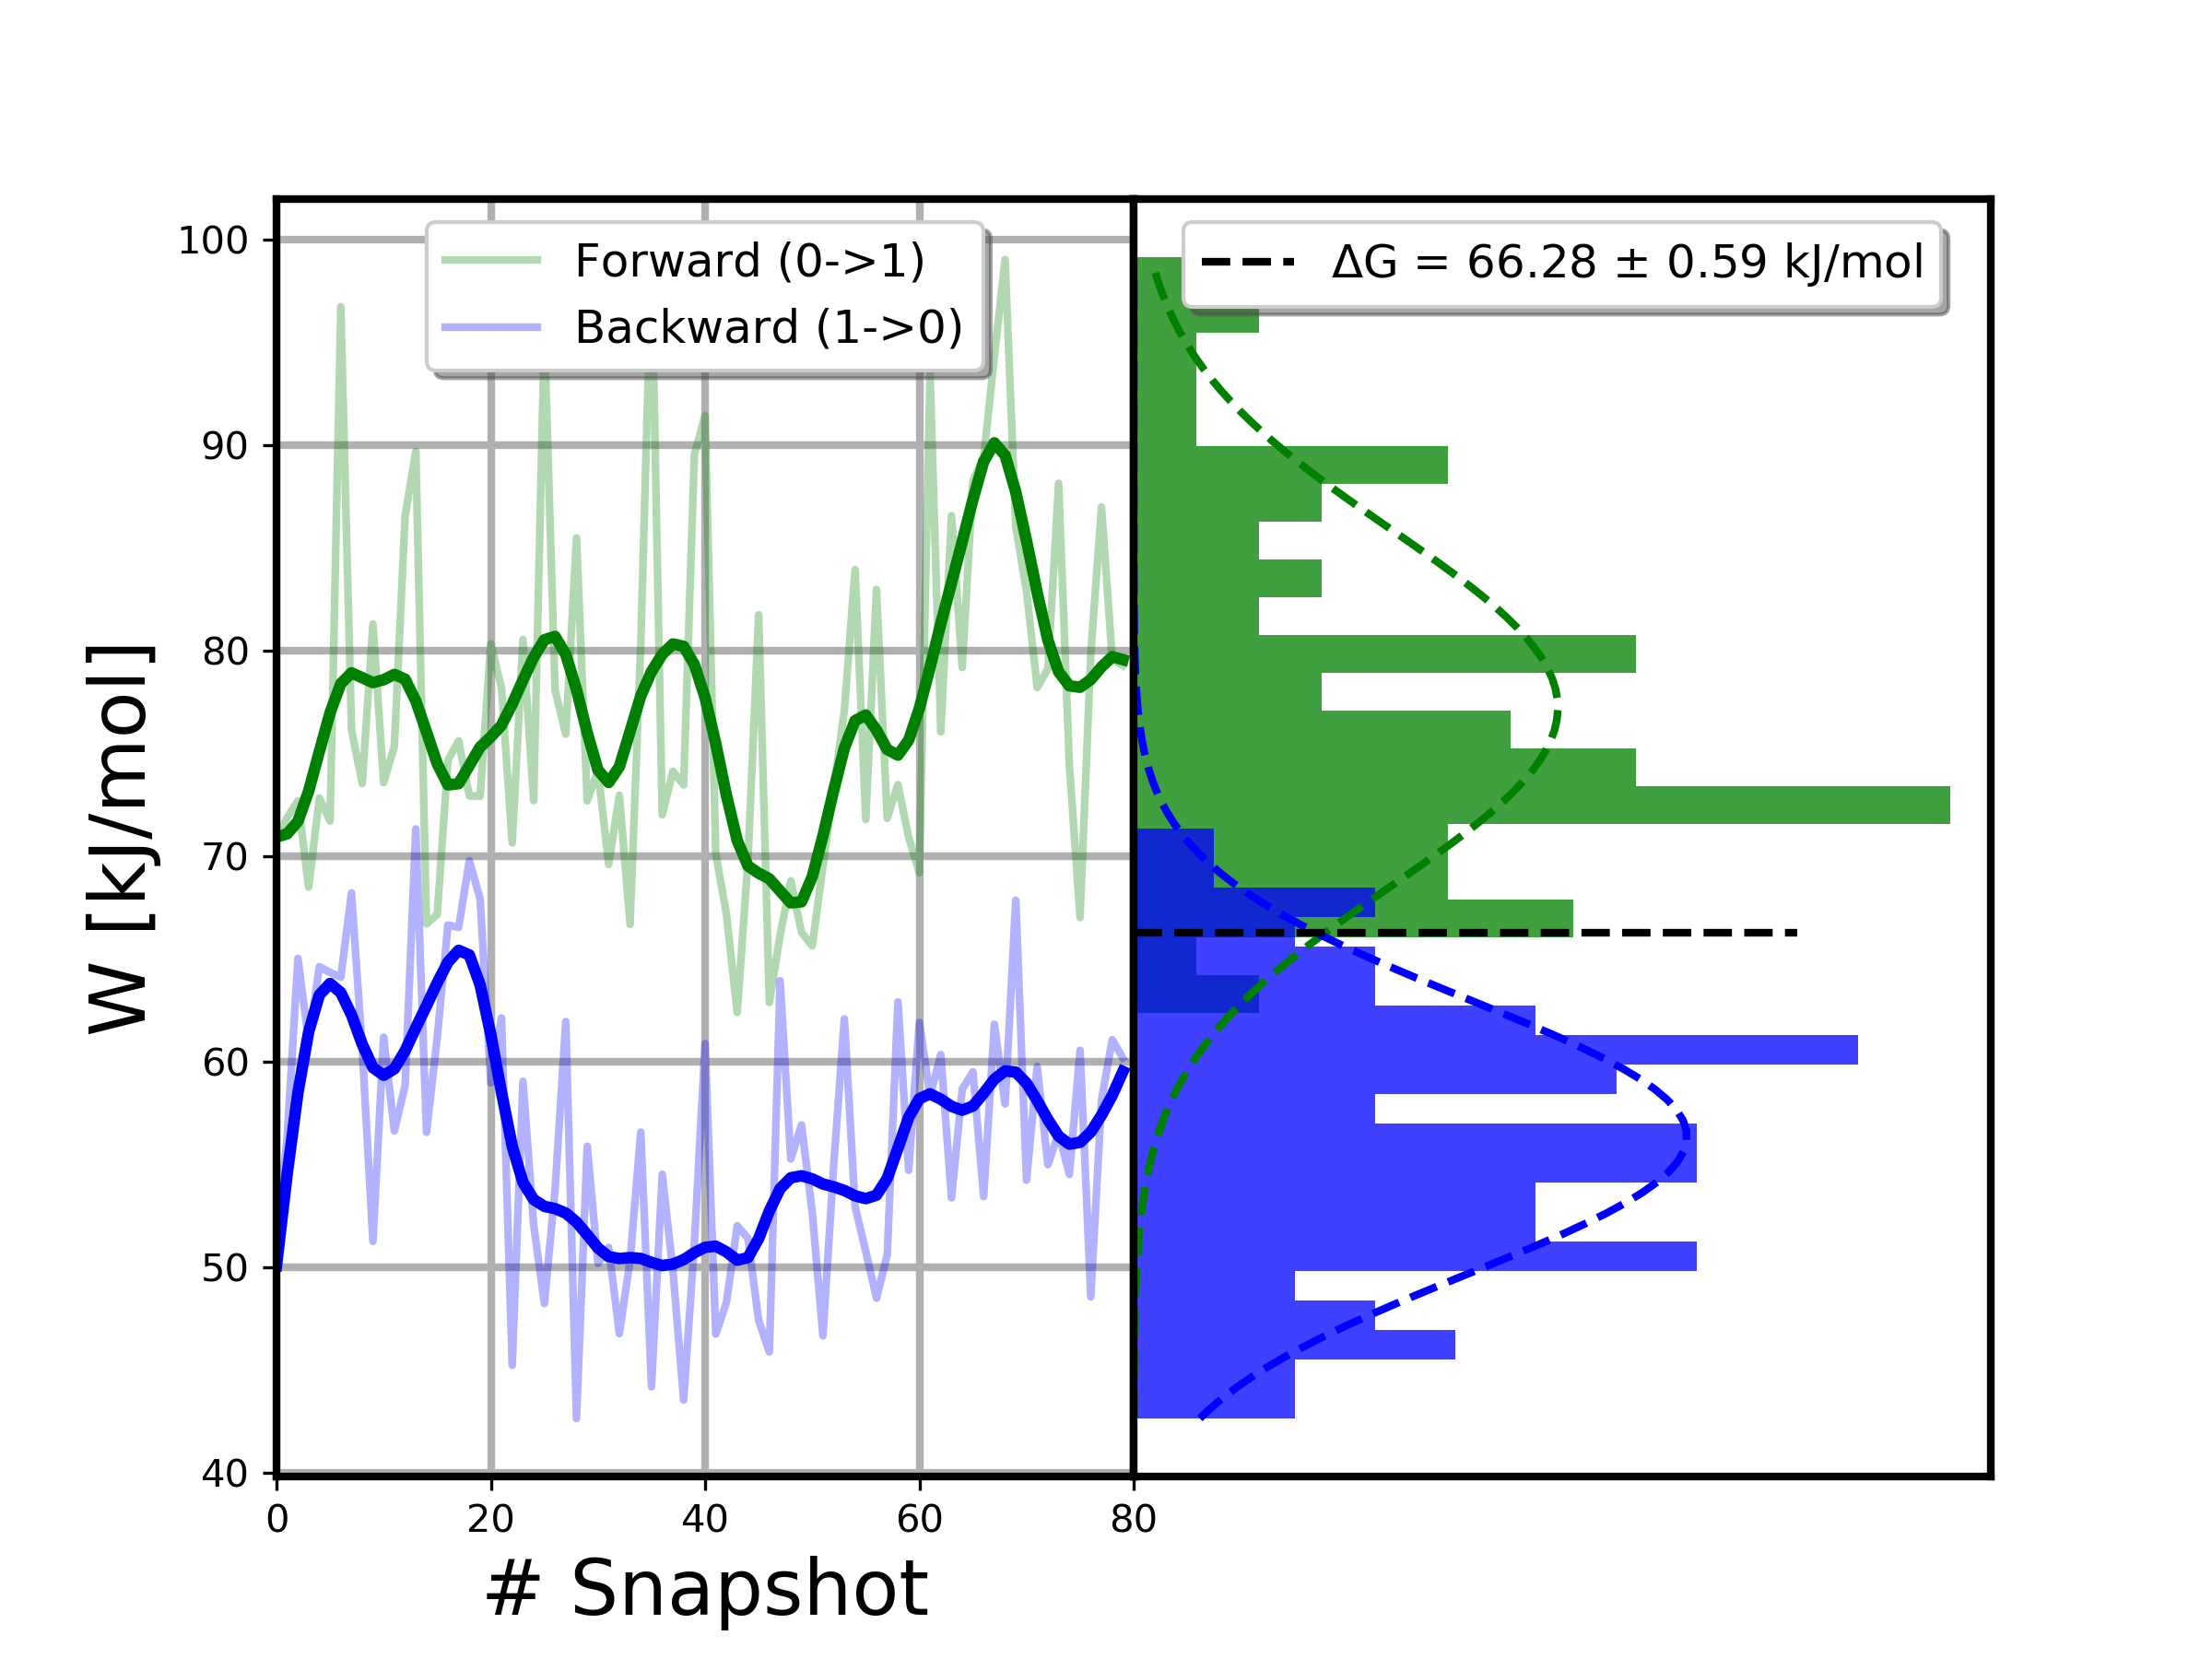 Forward (0->1)
Backward (1->0)
ΔG = 66.28 ± 0.59 kJ/mol
W [kJ/mol]
100
90
80
70
60
50
40
0 20 40 60 80
# Snapshot